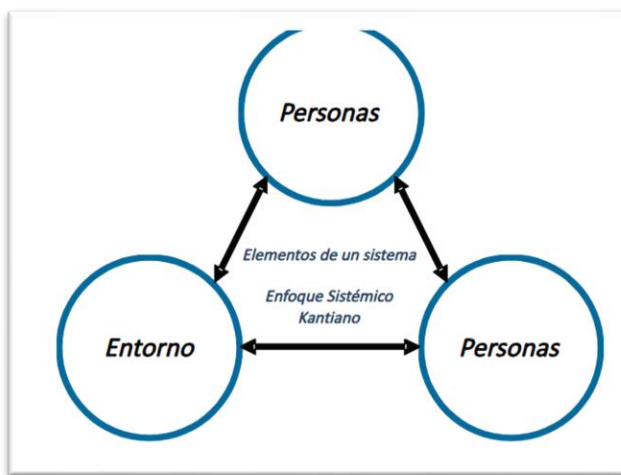 Personas
Elementos de un sistema
Enfoque Sistémico
Kantiano
Entorno
Personas